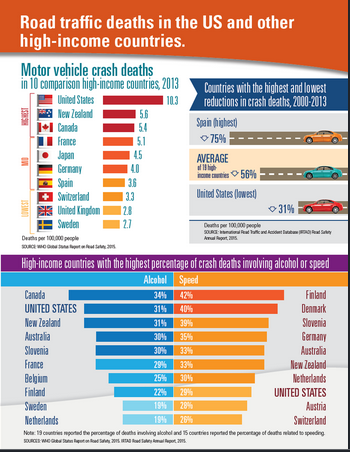 Road traffic deaths in the US and other
high-income countries.
Motor vehicle crash deaths
in 10 comparison high-income countries, 2013
HIGHEST
United States 10.3
New Zealand 5.6
Canada 5.4
MID
France 5.1
Japan 4.5
Germany 4.0
LOWEST
Spain 3.6
Switzerland 3.3
United Kingdom 2.8
Sweden 2.7
Deaths per 100,000 people
SOURCE: WHO Global Status Report on Road Safety, 2015.
Countries with the highest and lowest
reductions in crash deaths, 2000-2013
Spain (highest)
75%
AVERAGE
of 19 high-
income countries 56%
United States (lowest)
31%
Deaths per 100,000 people
SOURCE: International Road Traffic and Accident Database (IRTAD) Road Safety
Annual Report, 2015.
High-income countries with the highest percentage of crash deaths involving alcohol or speed
Alcohol Speed
Canada 34% 42% Finland
UNITED STATES 31% 40% Denmark
New Zealand 31% 39% Slovenia
Australia 30% 35% Germany
Slovenia 30% 33% Australia
France 29% 33% New Zealand
Belgium 25% 30% Netherlands
Finland 22% 29% UNITED STATES
Sweden 19% 26% Austria
Netherlands 19% 26% Switzerland
Note: 19 countries reported the percentage of deaths involving alcohol and 15 countries reported the percentage of deaths related to speeding.
SOURCES: WHO Global Status Report on Road Safety, 2015. IRTAD Road Safety Annual Report, 2015.